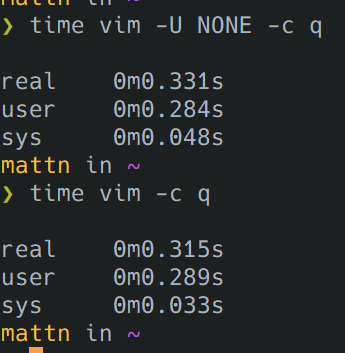 mattn in ~
❯ time vim -U NONE -c q
real 0m0.331s
user 0m0.284s
sys 0m0.048s
mattn in ~
❯ time vim -c q
real 0m0.315s
user 0m0.289s
sys 0m0.033s
mattn in ~